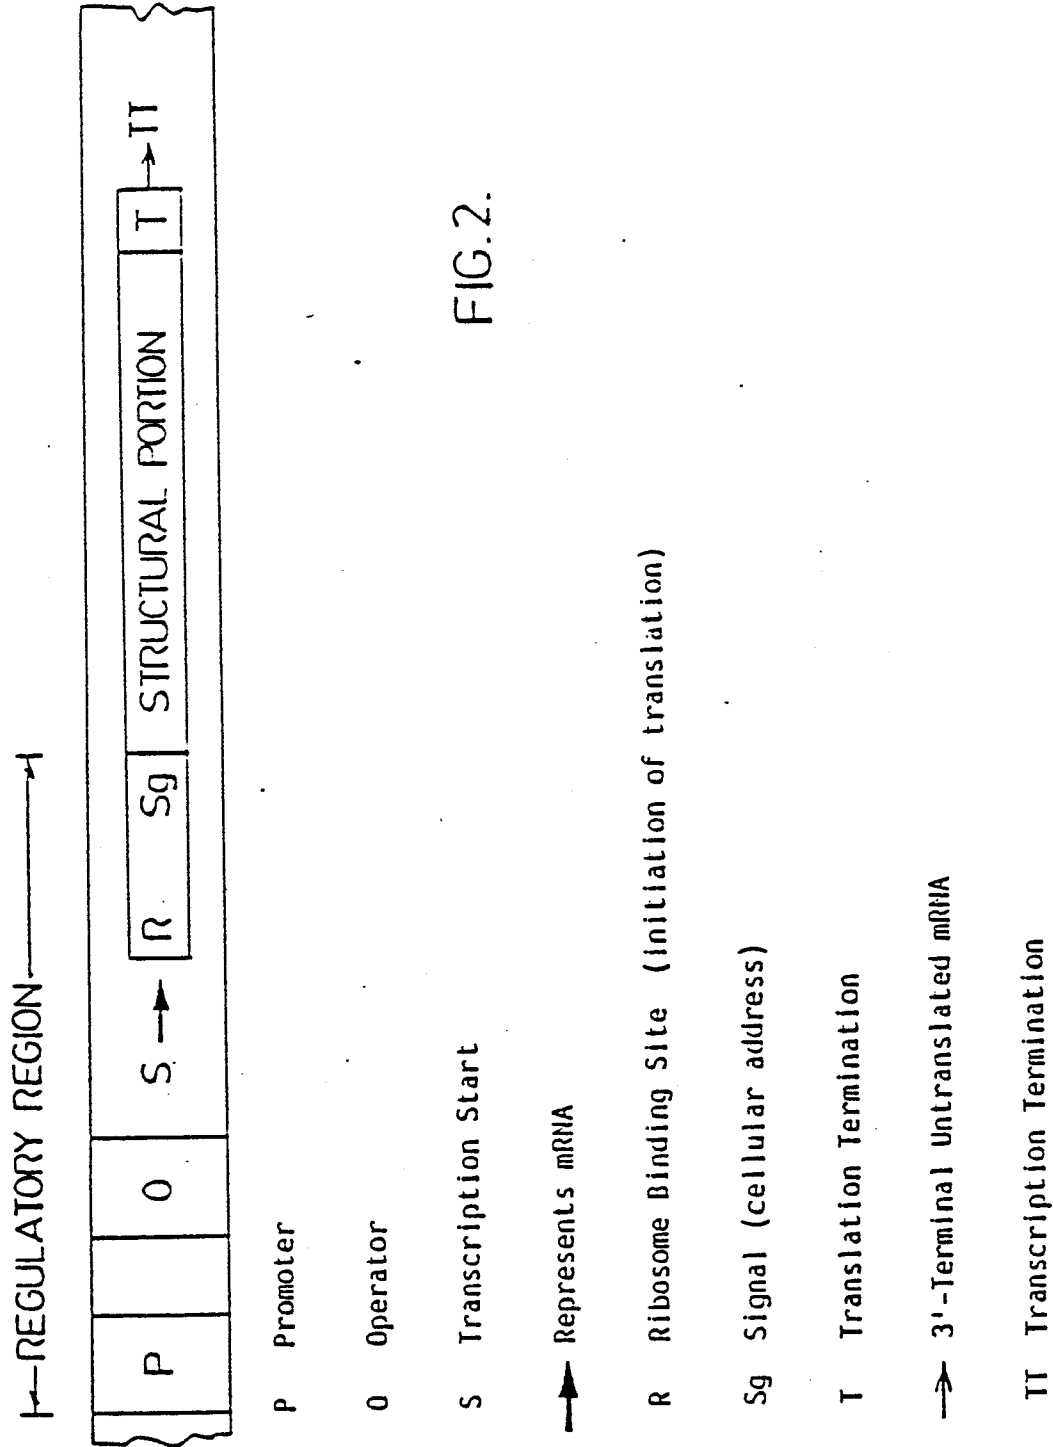 REGULATORY REGION
P O S R Sg STRUCTURAL PORTION T TT
P Promoter
O Operator
S Transcription Start
Represents mRNA
R Ribosome Binding Site (initiation of translation)
Sg Signal (cellular address)
T Translation Termination
3'-Terminal Untranslated mRNA
TT Transcription Termination
FIG. 2.